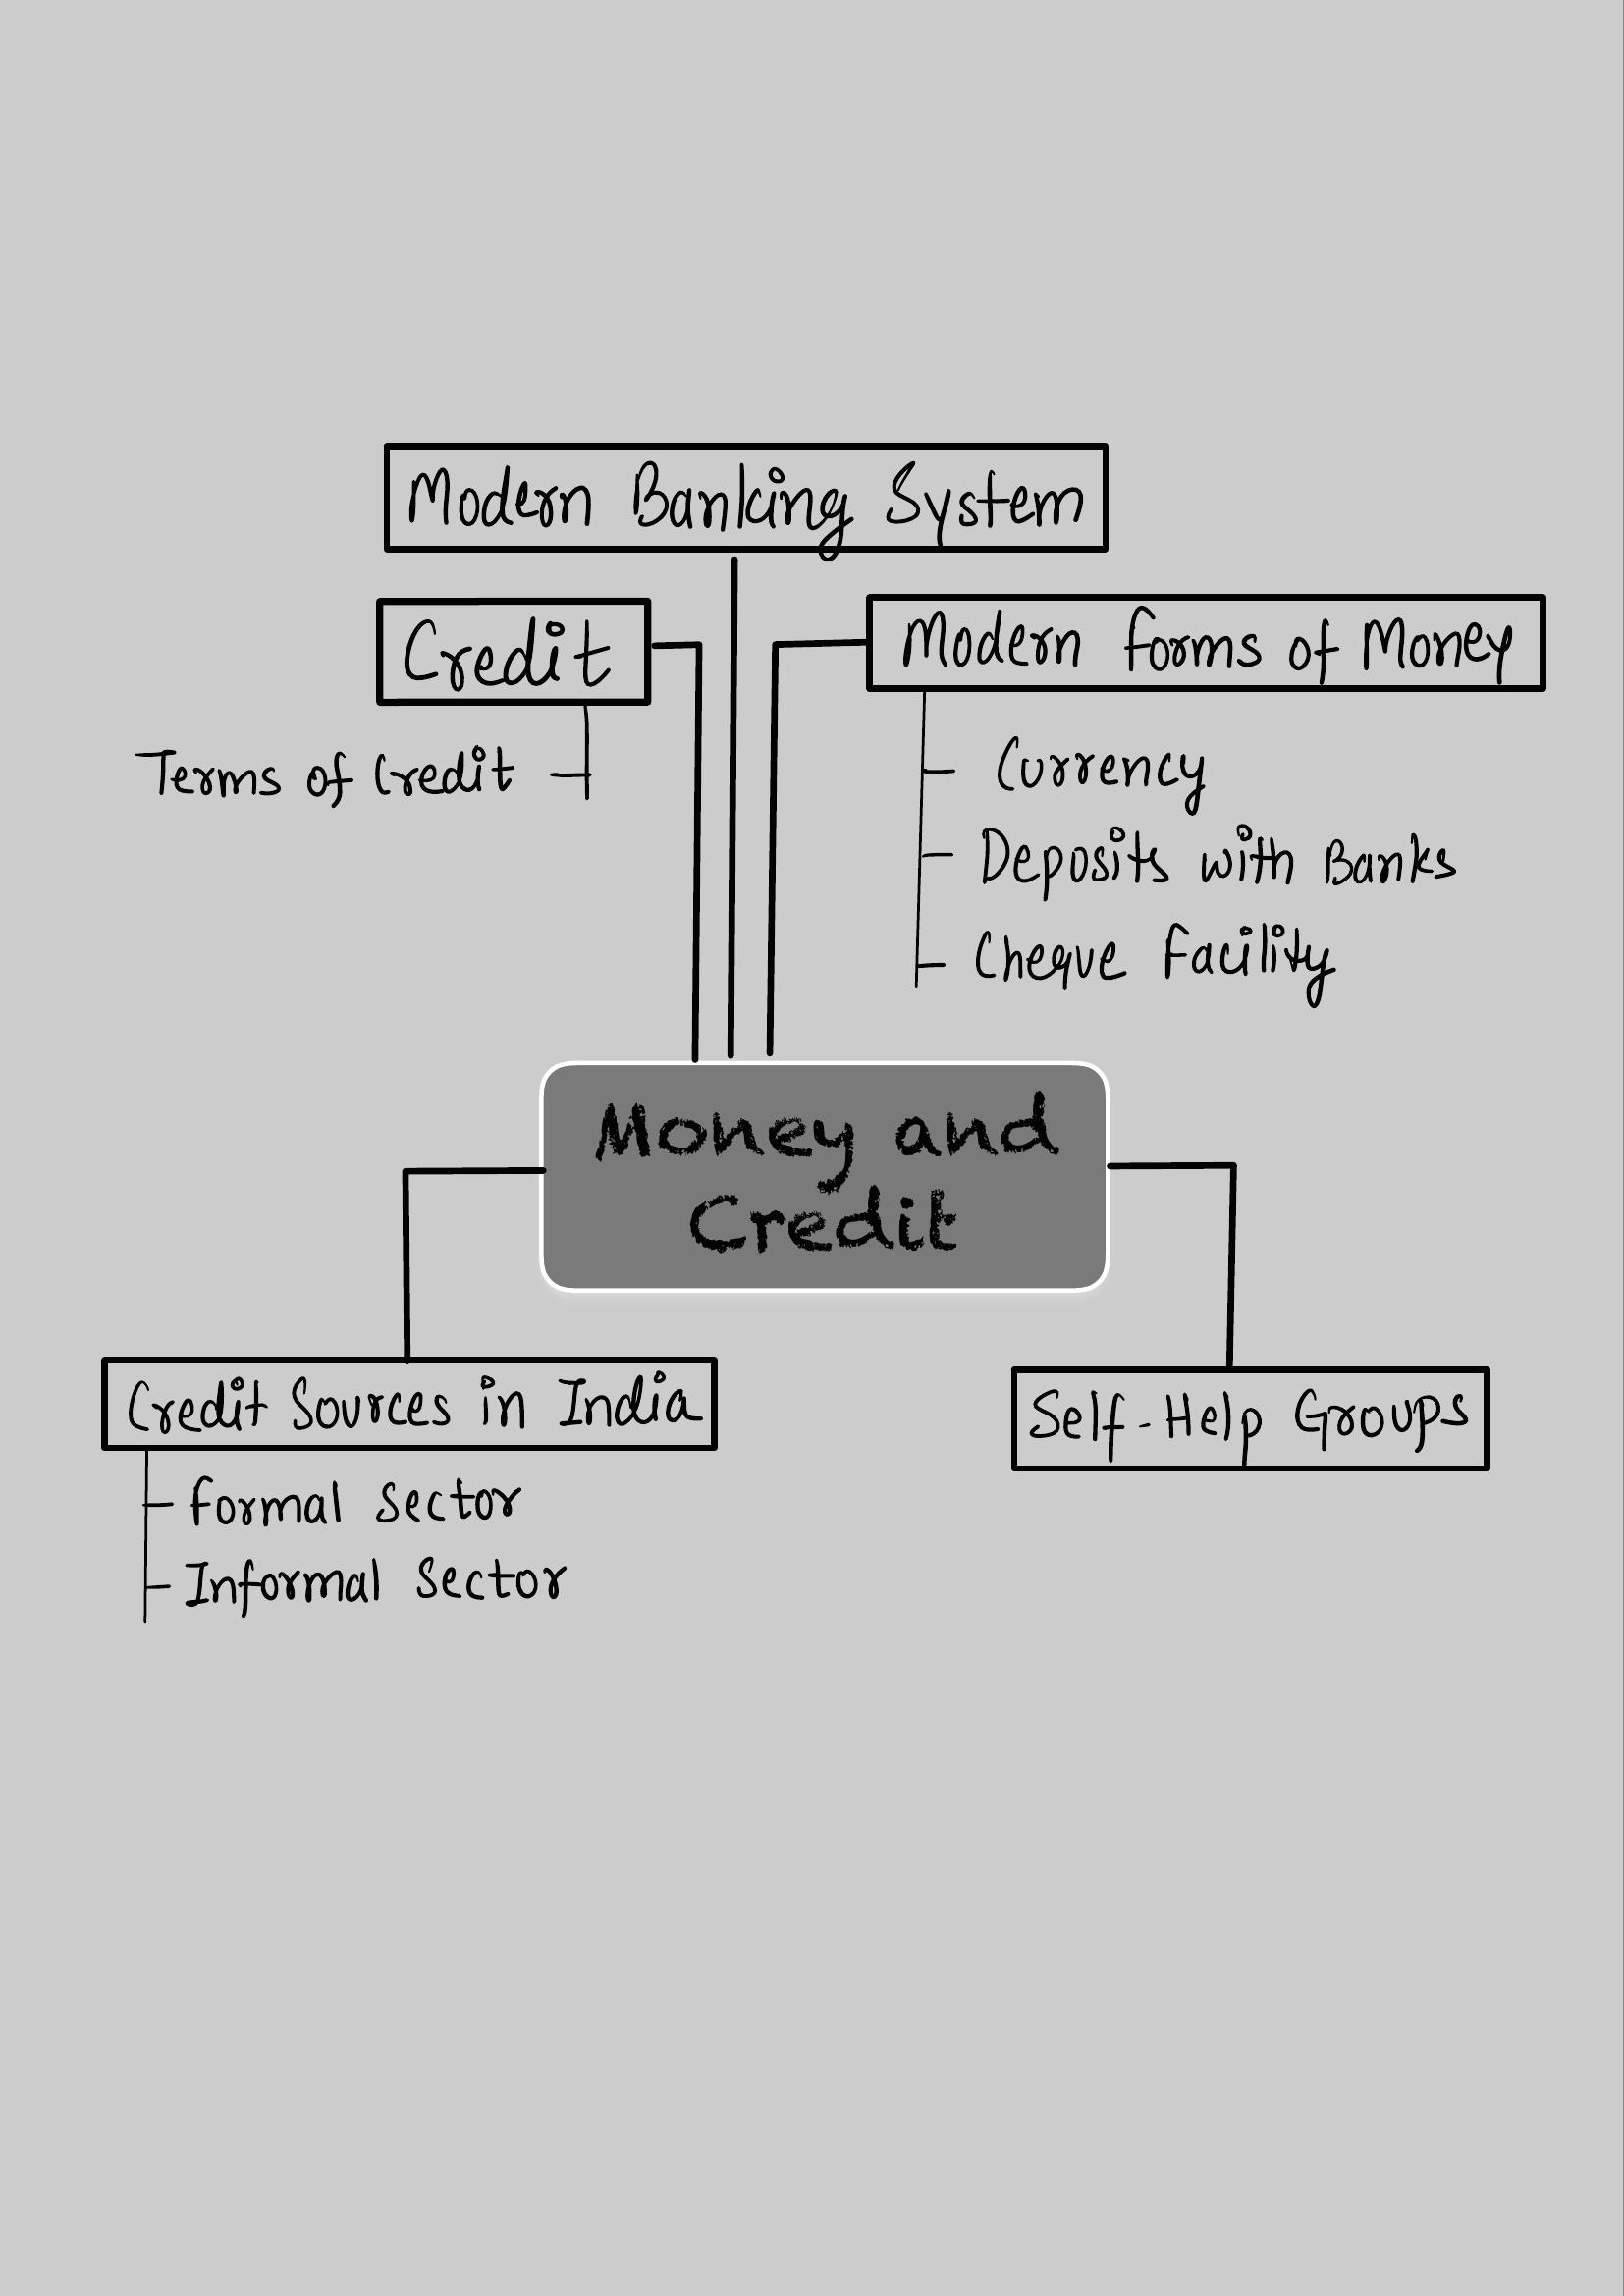 Modern Banking System
Credit
Terms of Credit
Modern forms of Money
Currency
Deposits with Banks
Cheque Facility
Money and
Credit
Credit Sources in India
Formal Sector
Informal Sector
Self-Help Groups